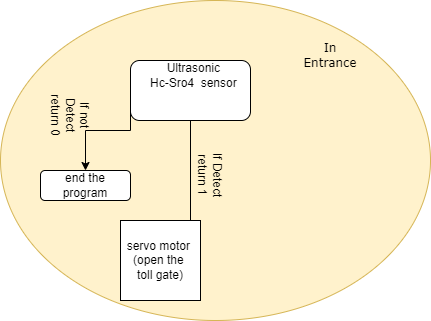 In
Entrance
Ultrasonic
Hc-Sro4 sensor
If not
Detect
return 0
If Detect
return 1
end the
program
servo motor
(open the
toll gate)